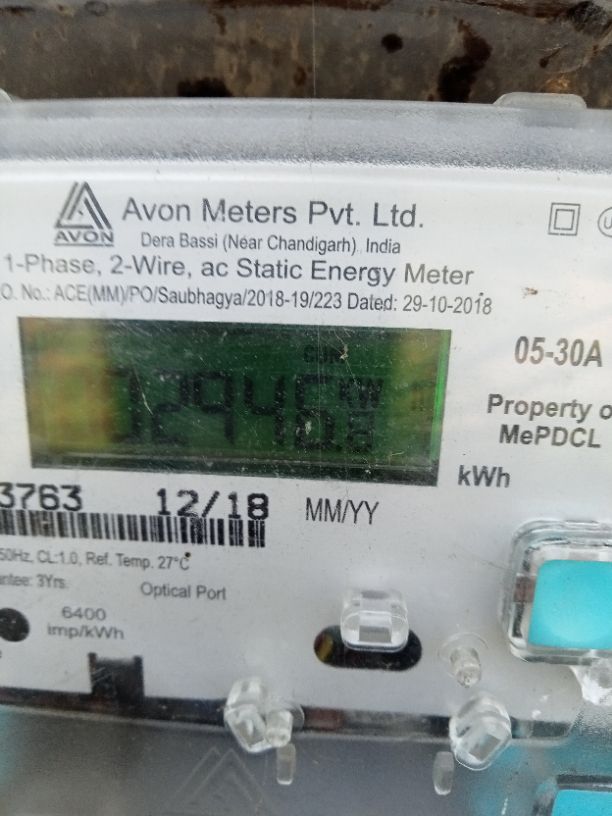 Avon Meters Pvt. Ltd.
AVON
Dera Bassi (Near Chandigarh) India
1-Phase, 2-Wire, ac Static Energy Meter
O. No.: ACE(MM)/PO/Saubhagya/2018-19/223 Dated: 29-10-2018
CUM
kW
05-30A
Property o
MePDCL
kWh
3763 12/18 MM/YY
50Hz, CL:1.0, Ref. Temp. 27°C
antee: 3Yrs.
Optical Port
6400
imp/kWh